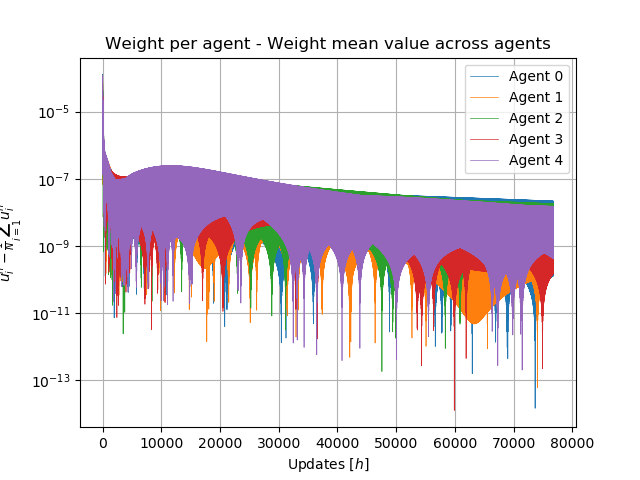 Weight per agent - Weight mean value across agents
Agent 0
Agent 1
Agent 2
Agent 3
Agent 4
10⁻⁵
10⁻⁷
10⁻⁹
10⁻¹¹
10⁻¹³
0 10000 20000 30000 40000 50000 60000 70000 80000
Updates [h]